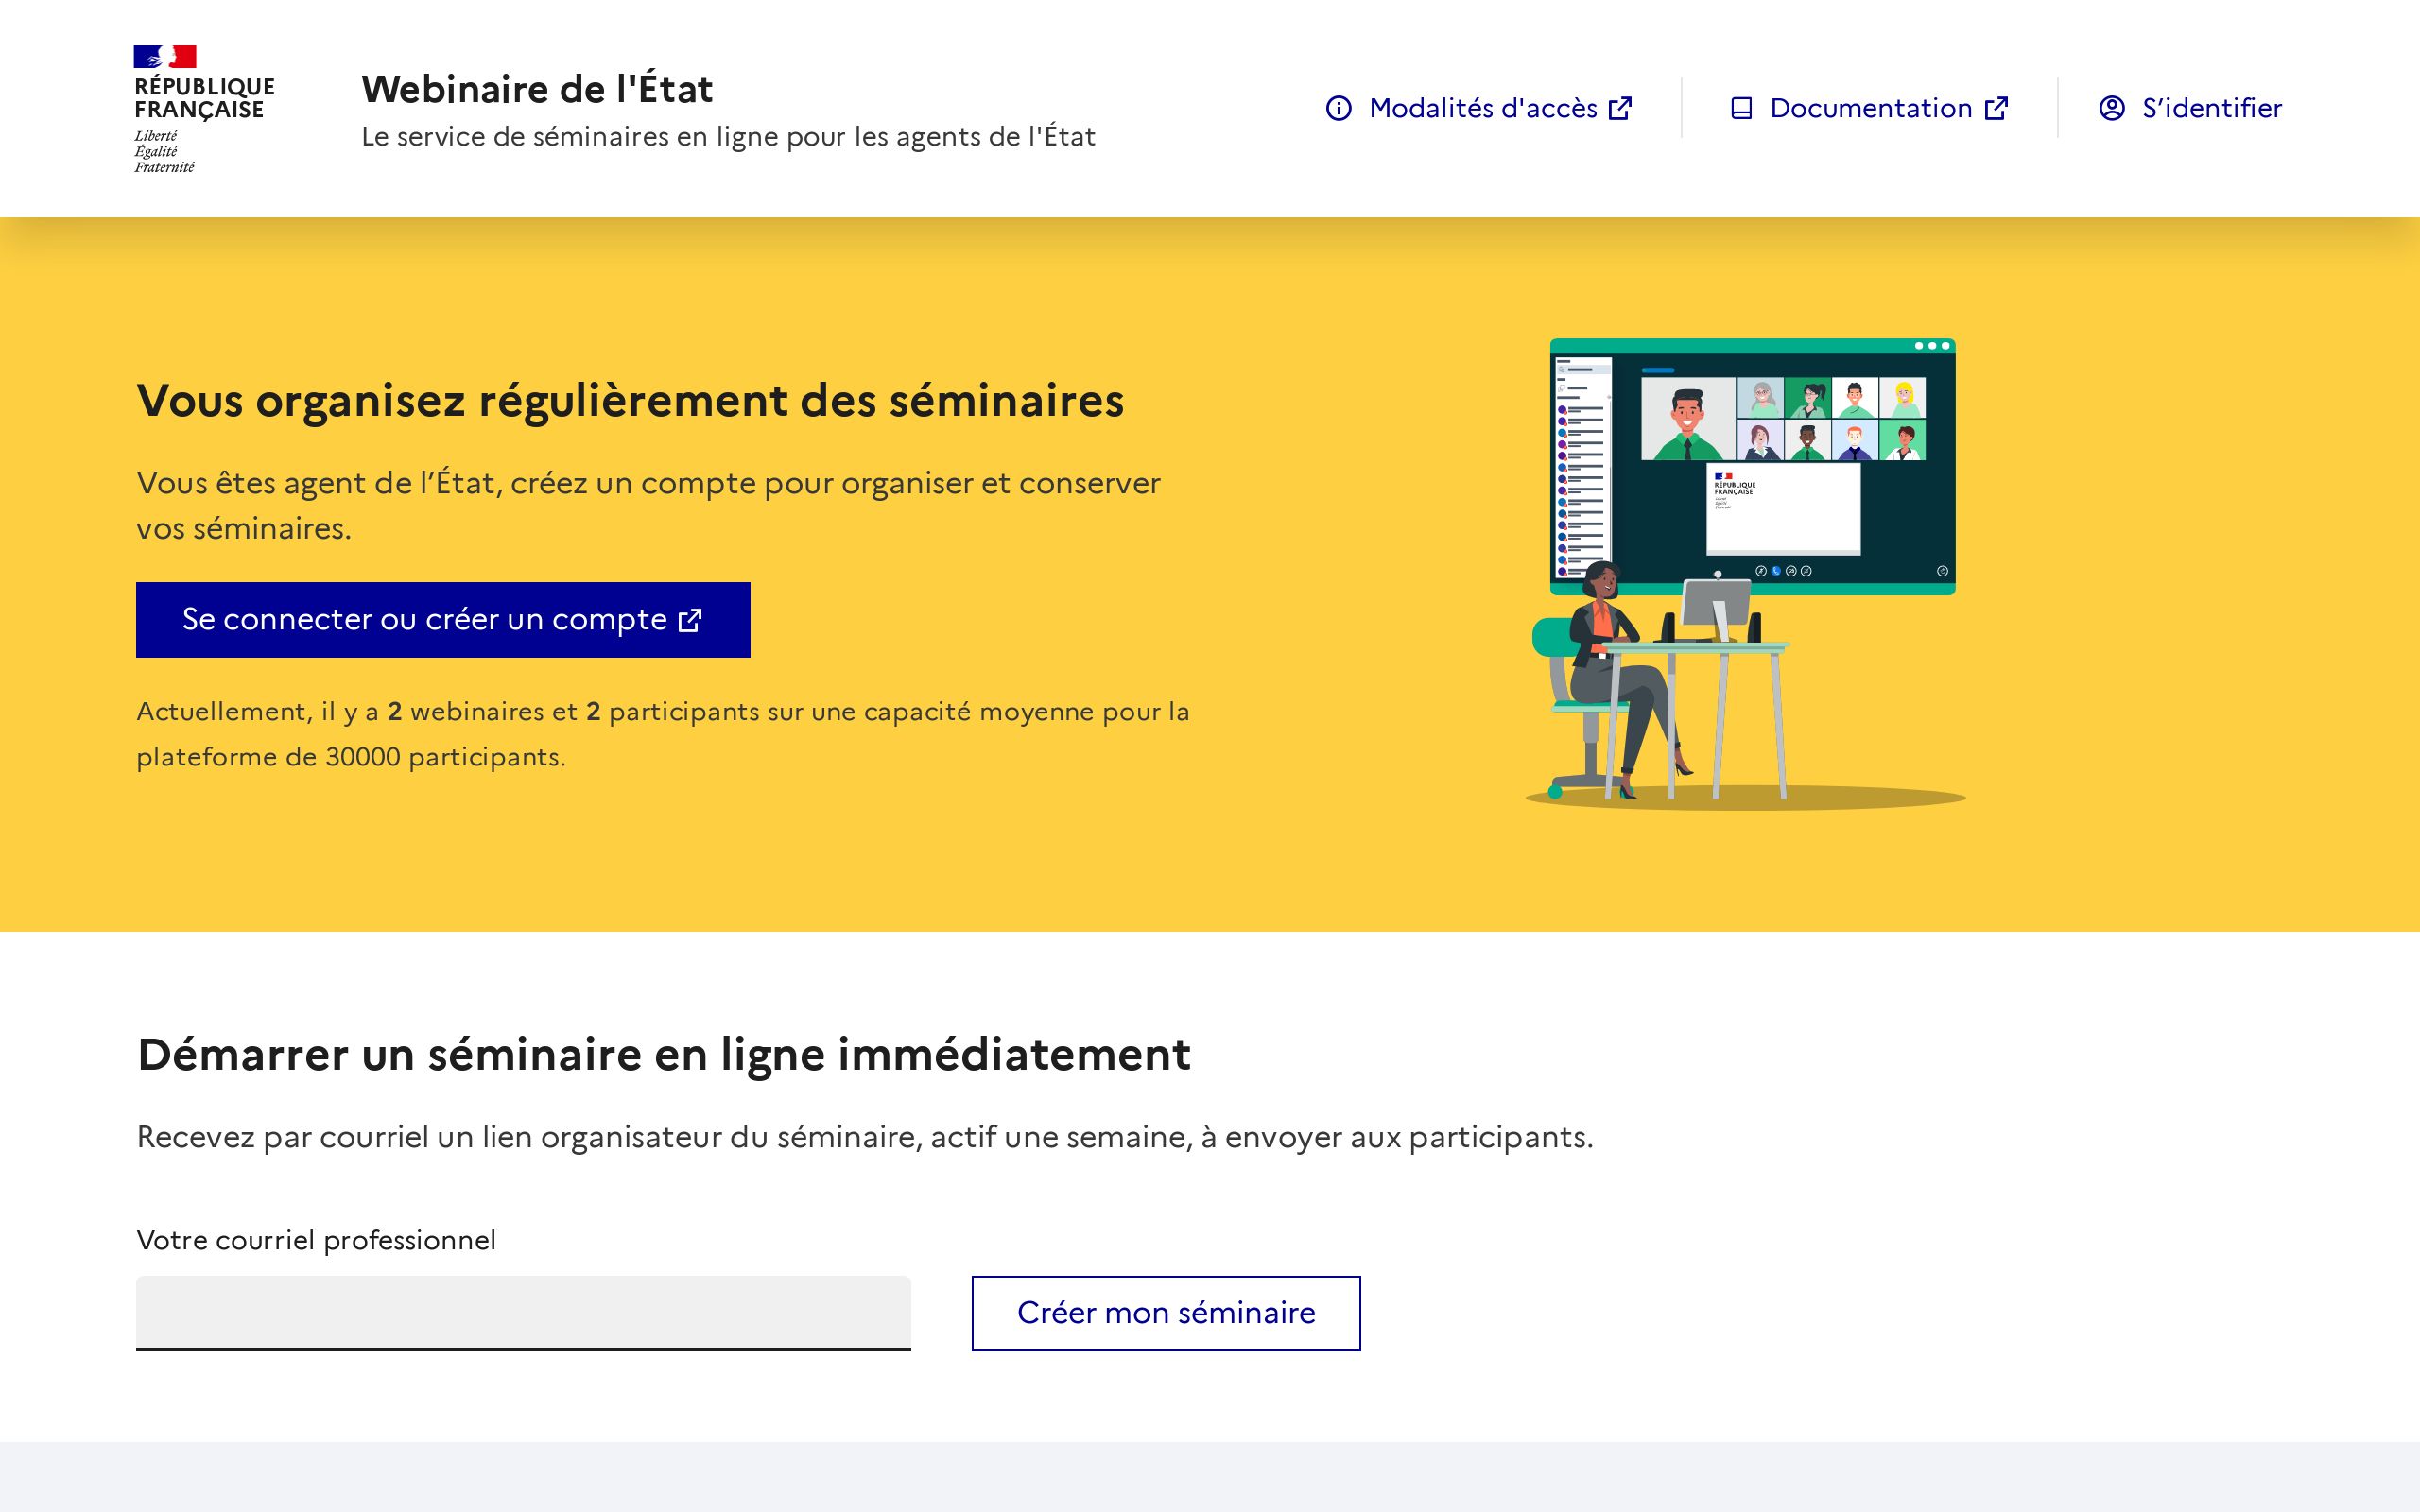 RÉPUBLIQUE
FRANÇAISE
Liberté
Égalité
Fraternité
Webinaire de l'État
Le service de séminaires en ligne pour les agents de l'État
Modalités d'accès
Documentation
S’identifier
Vous organisez régulièrement des séminaires
Vous êtes agent de l’État, créez un compte pour organiser et conserver
vos séminaires.
Se connecter ou créer un compte
Actuellement, il y a 2 webinaires et 2 participants sur une capacité moyenne pour la
plateforme de 30000 participants.
RÉPUBLIQUE
FRANÇAISE
Démarrer un séminaire en ligne immédiatement
Recevez par courriel un lien organisateur du séminaire, actif une semaine, à envoyer aux participants.
Votre courriel professionnel
Créer mon séminaire